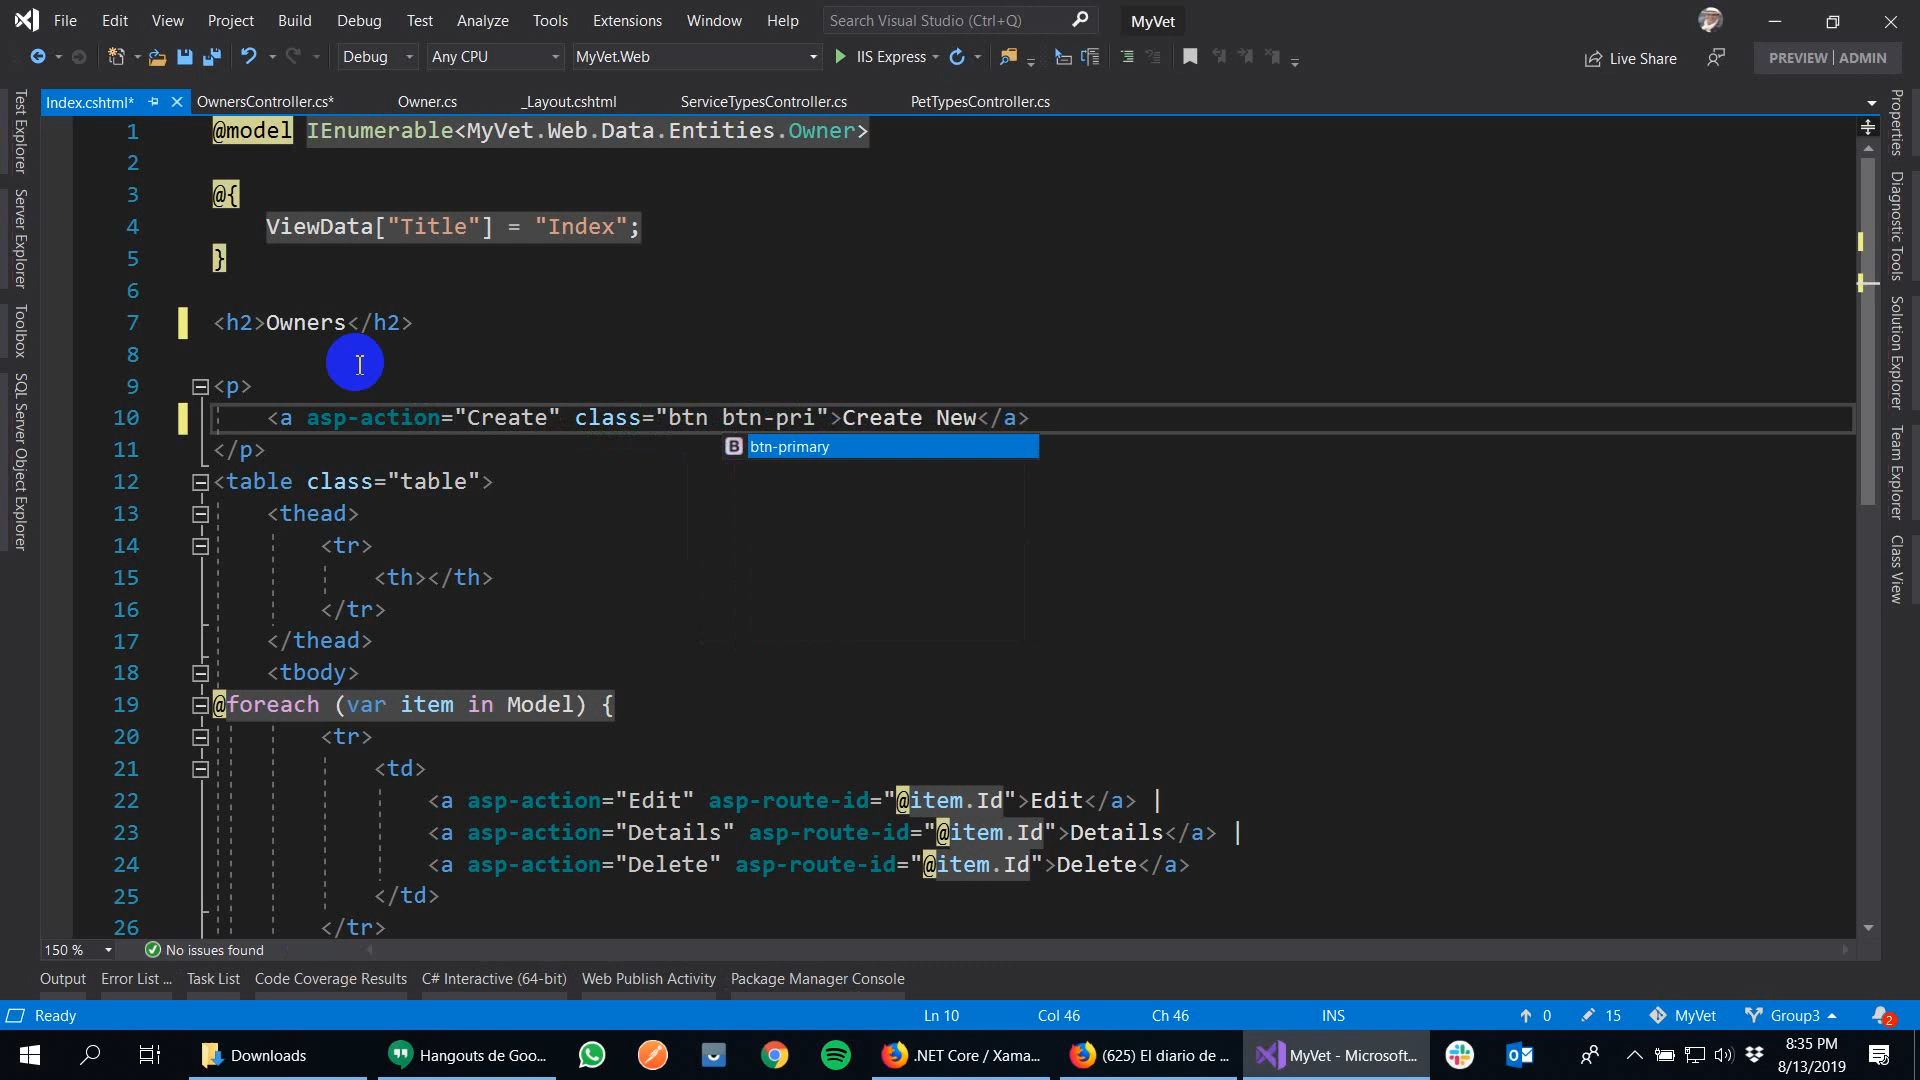 File Edit View Project Build Debug Test Analyze Tools Extensions Window Help Search Visual Studio (Ctrl+Q) MyVet
Debug Any CPU MyVet.Web IIS Express Live Share PREVIEW | ADMIN
Index.cshtml* OwnersController.cs* Owner.cs _Layout.cshtml ServiceTypesController.cs PetTypesController.cs
Test Explorer
Server Explorer
Toolbox
SQL Server Object Explorer
1 @model IEnumerable<MyVet.Web.Data.Entities.Owner>
2
3 @{
4 ViewData["Title"] = "Index";
5 }
6
7 <h2>Owners</h2>
8
9 <p>
10 <a asp-action="Create" class="btn btn-pri">Create New</a>
btn-primary
11 </p>
12 <table class="table">
13 <thead>
14 <tr>
15 <th></th>
16 </tr>
17 </thead>
18 <tbody>
19 @foreach (var item in Model) {
20 <tr>
21 <td>
22 <a asp-action="Edit" asp-route-id="@item.Id">Edit</a> |
23 <a asp-action="Details" asp-route-id="@item.Id">Details</a> |
24 <a asp-action="Delete" asp-route-id="@item.Id">Delete</a>
25 </td>
26 </tr>
Properties
Diagnostic Tools
Solution Explorer
Team Explorer
Class View
150 % No issues found
Output Error List ... Task List Code Coverage Results C# Interactive (64-bit) Web Publish Activity Package Manager Console
Ready Ln 10 Col 46 Ch 46 INS 0 15 MyVet Group3 2
Downloads Hangouts de Goo... .NET Core / Xama... (625) El diario de ... MyVet - Microsoft... 8:35 PM
8/13/2019